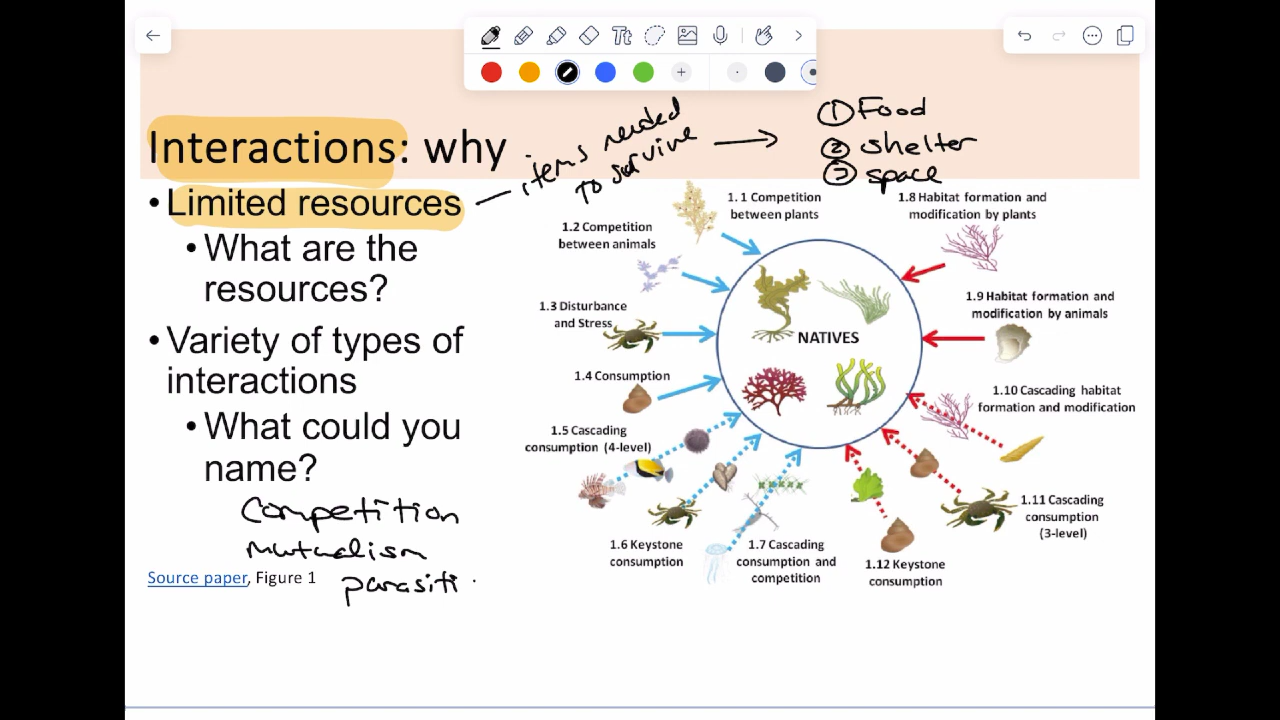 Tt
① Food
② shelter
③ space
Interactions: why
items needed
to survive
• Limited resources
• What are the
resources?
• Variety of types of
interactions
• What could you
name?
Competition
mutualism
parasiti
Source paper, Figure 1
1. 1 Competition
between plants
1.8 Habitat formation and
modification by plants
1.2 Competition
between animals
1.9 Habitat formation and
modification by animals
1.3 Disturbance
and Stress
NATIVES
1.4 Consumption
1.10 Cascading habitat
formation and modification
1.5 Cascading
consumption (4-level)
1.11 Cascading
consumption
(3-level)
1.6 Keystone
consumption
1.7 Cascading
consumption and
competition
1.12 Keystone
consumption